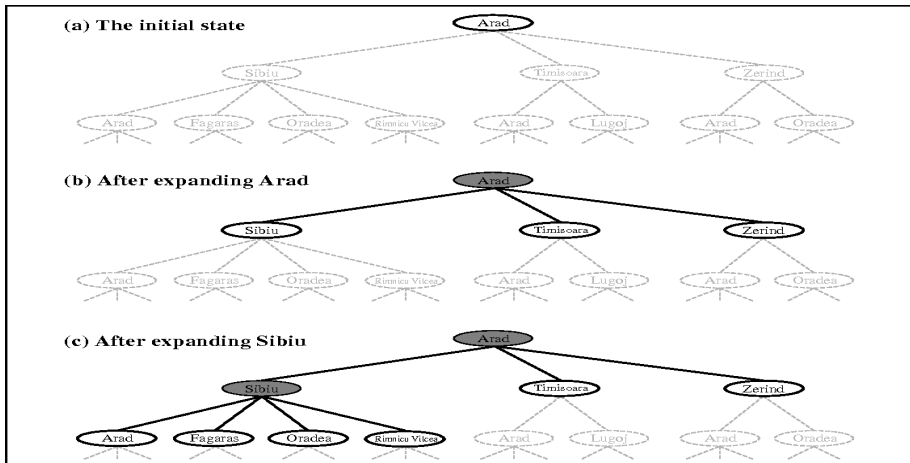 (a) The initial state
Arad
Sibiu Timisoara Zerind
Arad Fagaras Oradea Rimnicu Vilcea Arad Lugoj Arad Oradea
(b) After expanding Arad
Arad
Sibiu Timisoara Zerind
Arad Fagaras Oradea Rimnicu Vilcea Arad Lugoj Arad Oradea
(c) After expanding Sibiu
Arad
Sibiu Timisoara Zerind
Arad Fagaras Oradea Rimnicu Vilcea Arad Lugoj Arad Oradea